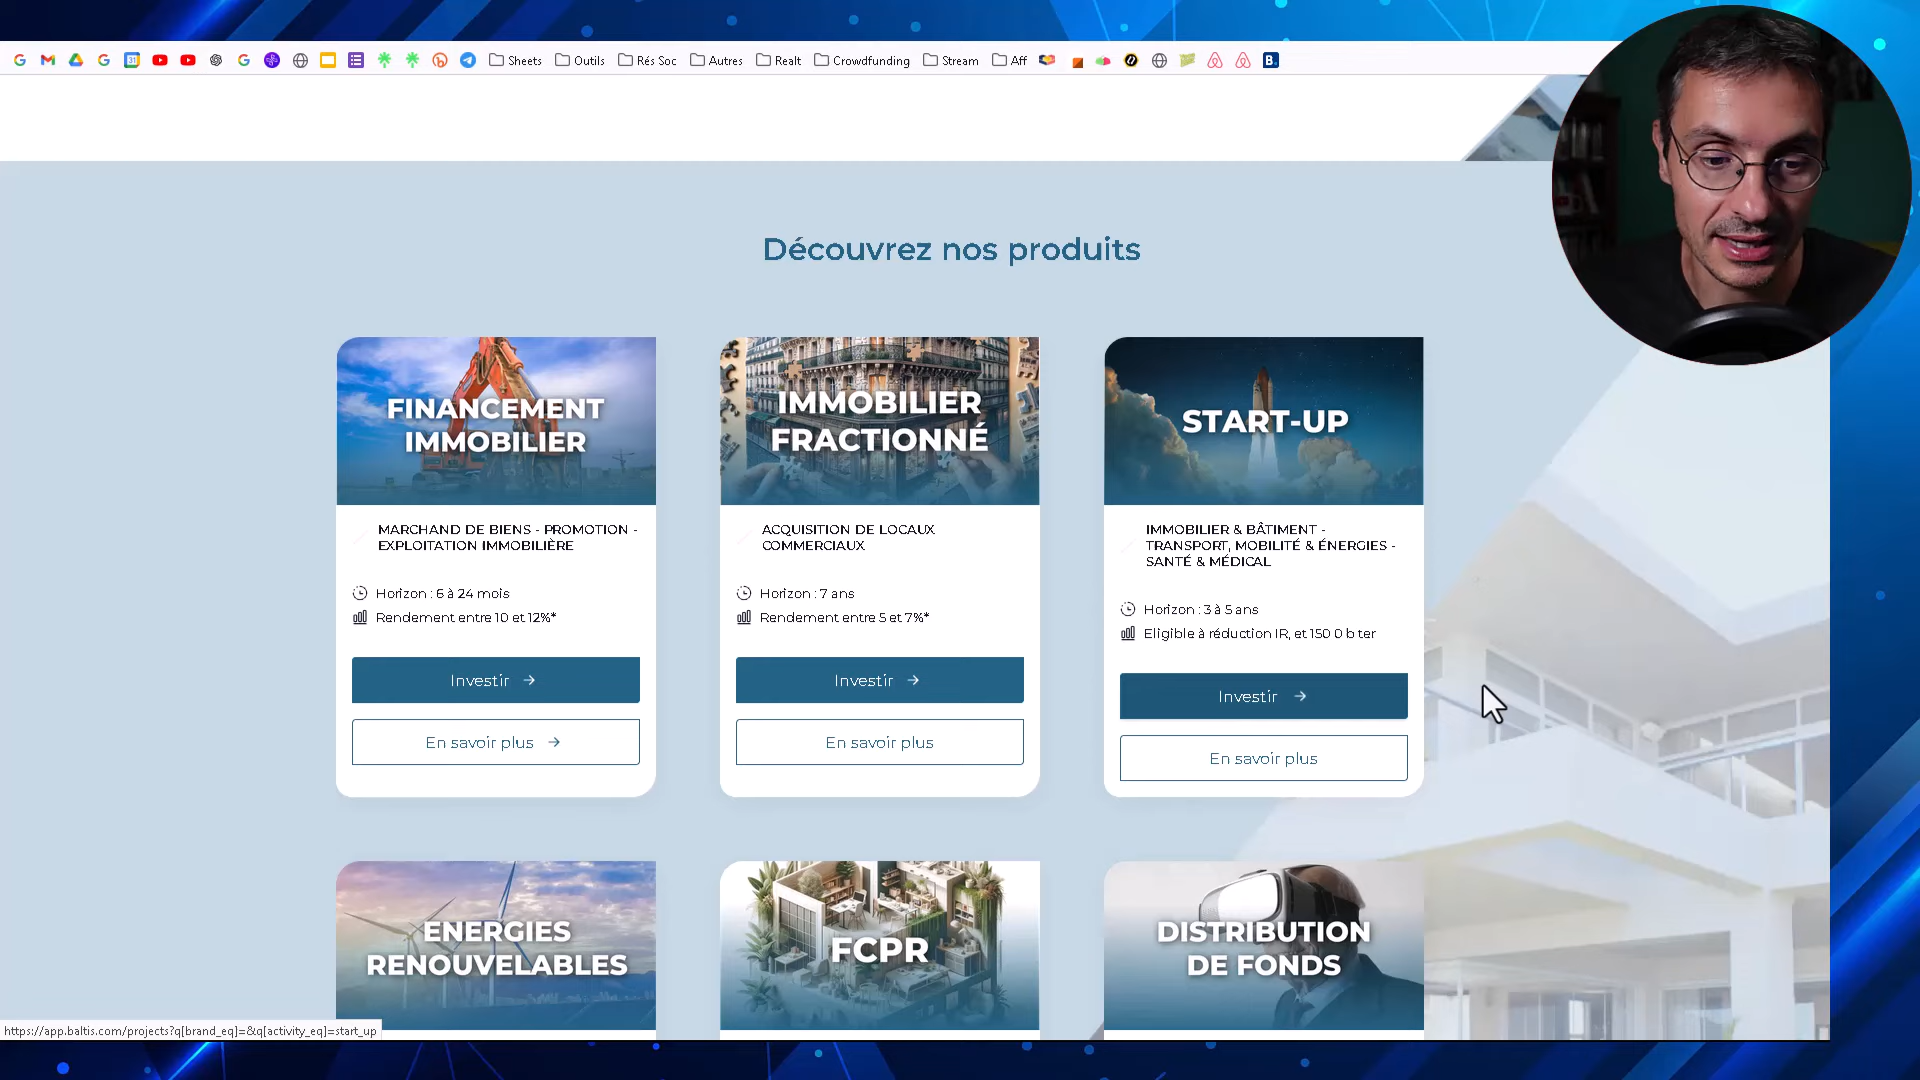 Sheets Outils Rés Soc Autres Realt Crowdfunding Stream Aff B.
Découvrez nos produits
FINANCEMENT
IMMOBILIER
MARCHAND DE BIENS - PROMOTION -
EXPLOITATION IMMOBILIÈRE
Horizon : 6 à 24 mois
Rendement entre 10 et 12%*
Investir →
En savoir plus →
IMMOBILIER
FRACTIONNÉ
ACQUISITION DE LOCAUX
COMMERCIAUX
Horizon : 7 ans
Rendement entre 5 et 7%*
Investir →
En savoir plus
START-UP
IMMOBILIER & BÂTIMENT -
TRANSPORT, MOBILITÉ & ÉNERGIES -
SANTÉ & MÉDICAL
Horizon : 3 à 5 ans
Eligible à réduction IR, et 150 0 b ter
Investir →
En savoir plus
ENERGIES
RENOUVELABLES
FCPR
DISTRIBUTION
DE FONDS
https://app.baltis.com/projects?q[brand_eq]=&q[activity_eq]=start_up